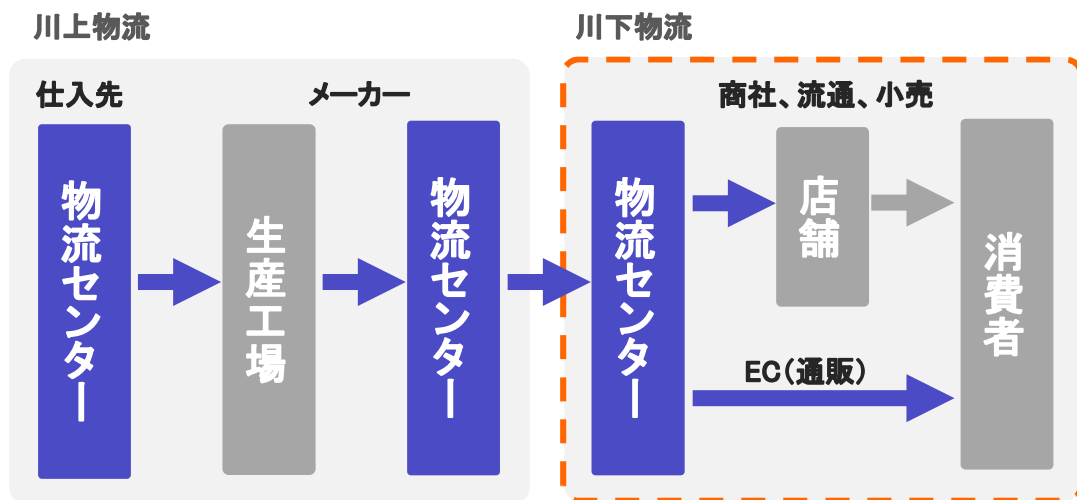 川上物流
川下物流
仕入先
メーカー
商社、流通、小売
物流センター
生産工場
物流センター
物流センター
店舗
消費者
EC(通販)